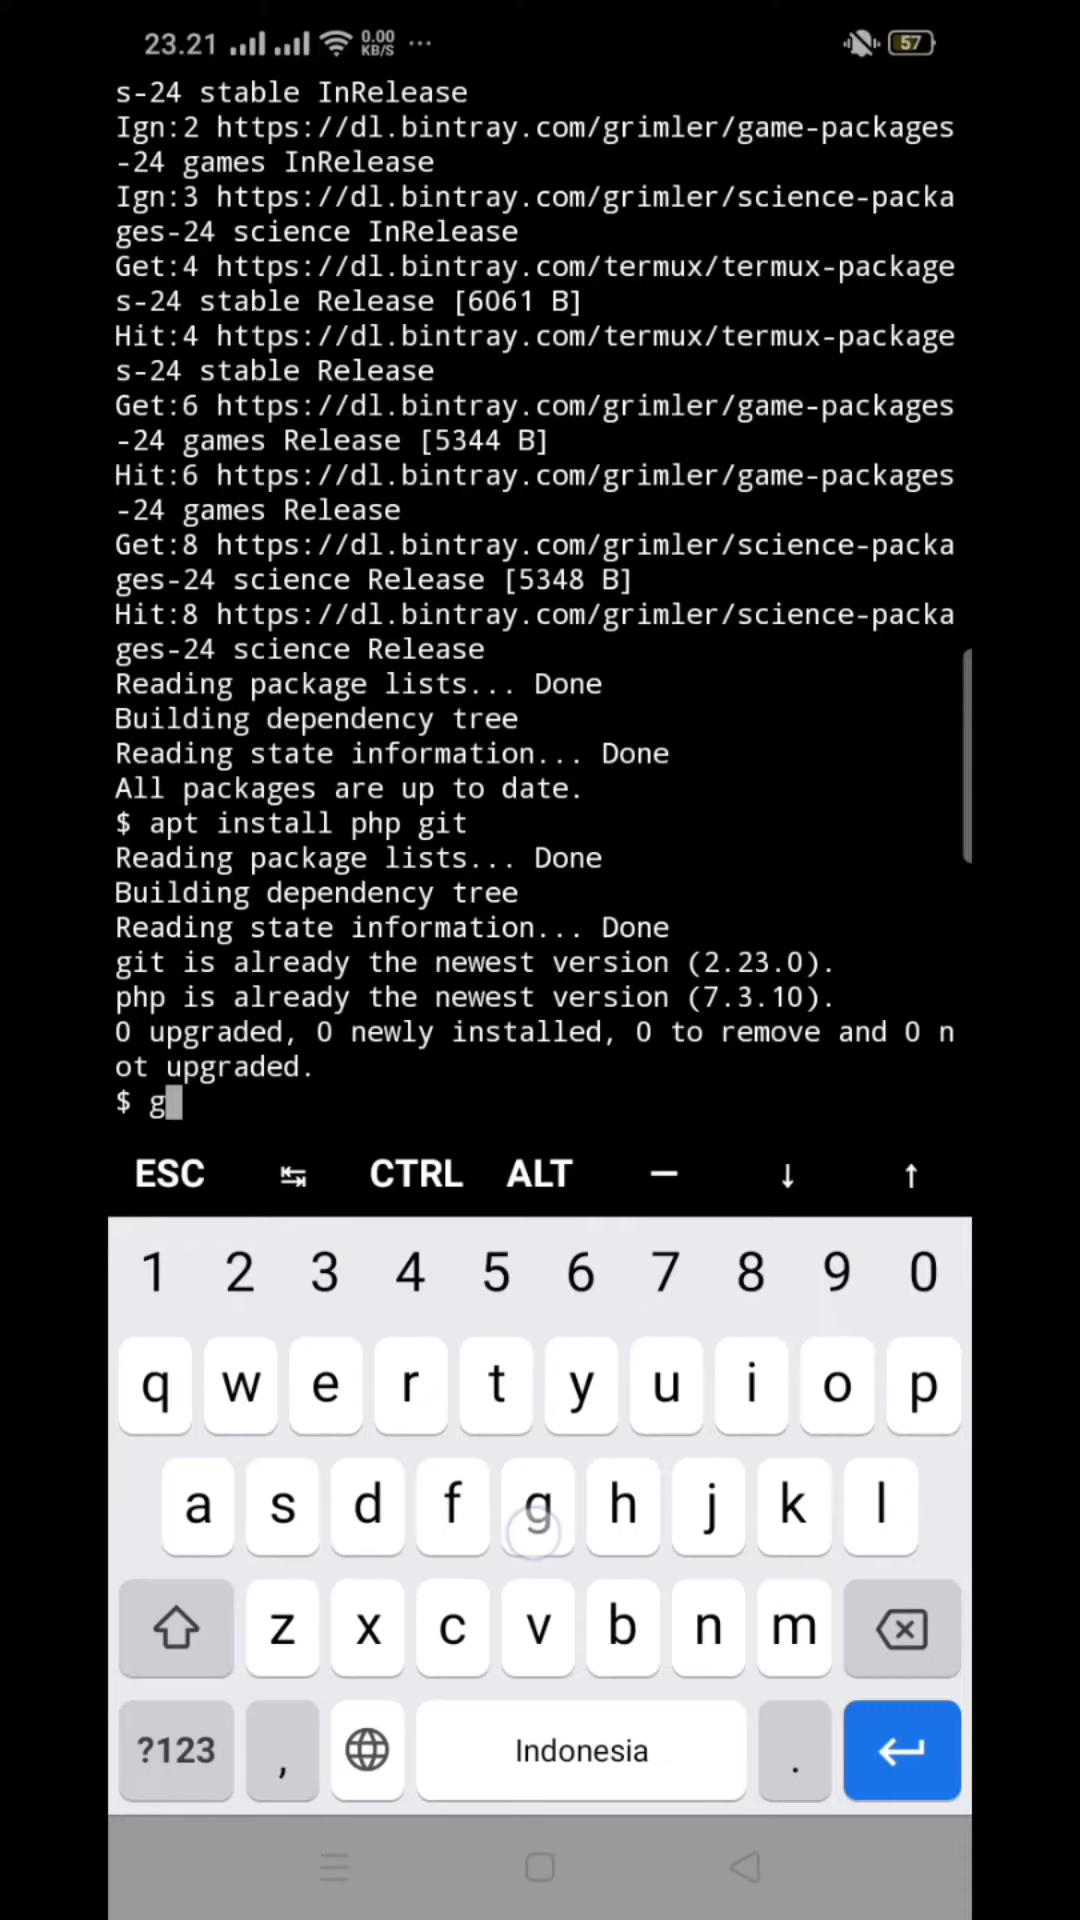 23.21 0.00 KB/S ... 57
s-24 stable InRelease
Ign:2 https://dl.bintray.com/grimler/game-packages
-24 games InRelease
Ign:3 https://dl.bintray.com/grimler/science-packa
ges-24 science InRelease
Get:4 https://dl.bintray.com/termux/termux-package
s-24 stable Release [6061 B]
Hit:4 https://dl.bintray.com/termux/termux-package
s-24 stable Release
Get:6 https://dl.bintray.com/grimler/game-packages
-24 games Release [5344 B]
Hit:6 https://dl.bintray.com/grimler/game-packages
-24 games Release
Get:8 https://dl.bintray.com/grimler/science-packa
ges-24 science Release [5348 B]
Hit:8 https://dl.bintray.com/grimler/science-packa
ges-24 science Release
Reading package lists... Done
Building dependency tree
Reading state information... Done
All packages are up to date.
$ apt install php git
Reading package lists... Done
Building dependency tree
Reading state information... Done
git is already the newest version (2.23.0).
php is already the newest version (7.3.10).
0 upgraded, 0 newly installed, 0 to remove and 0 n
ot upgraded.
$ g
ESC ↹ CTRL ALT — ↓ ↑
1 2 3 4 5 6 7 8 9 0
q w e r t y u i o p
a s d f g h j k l
z x c v b n m
?123 , Indonesia .